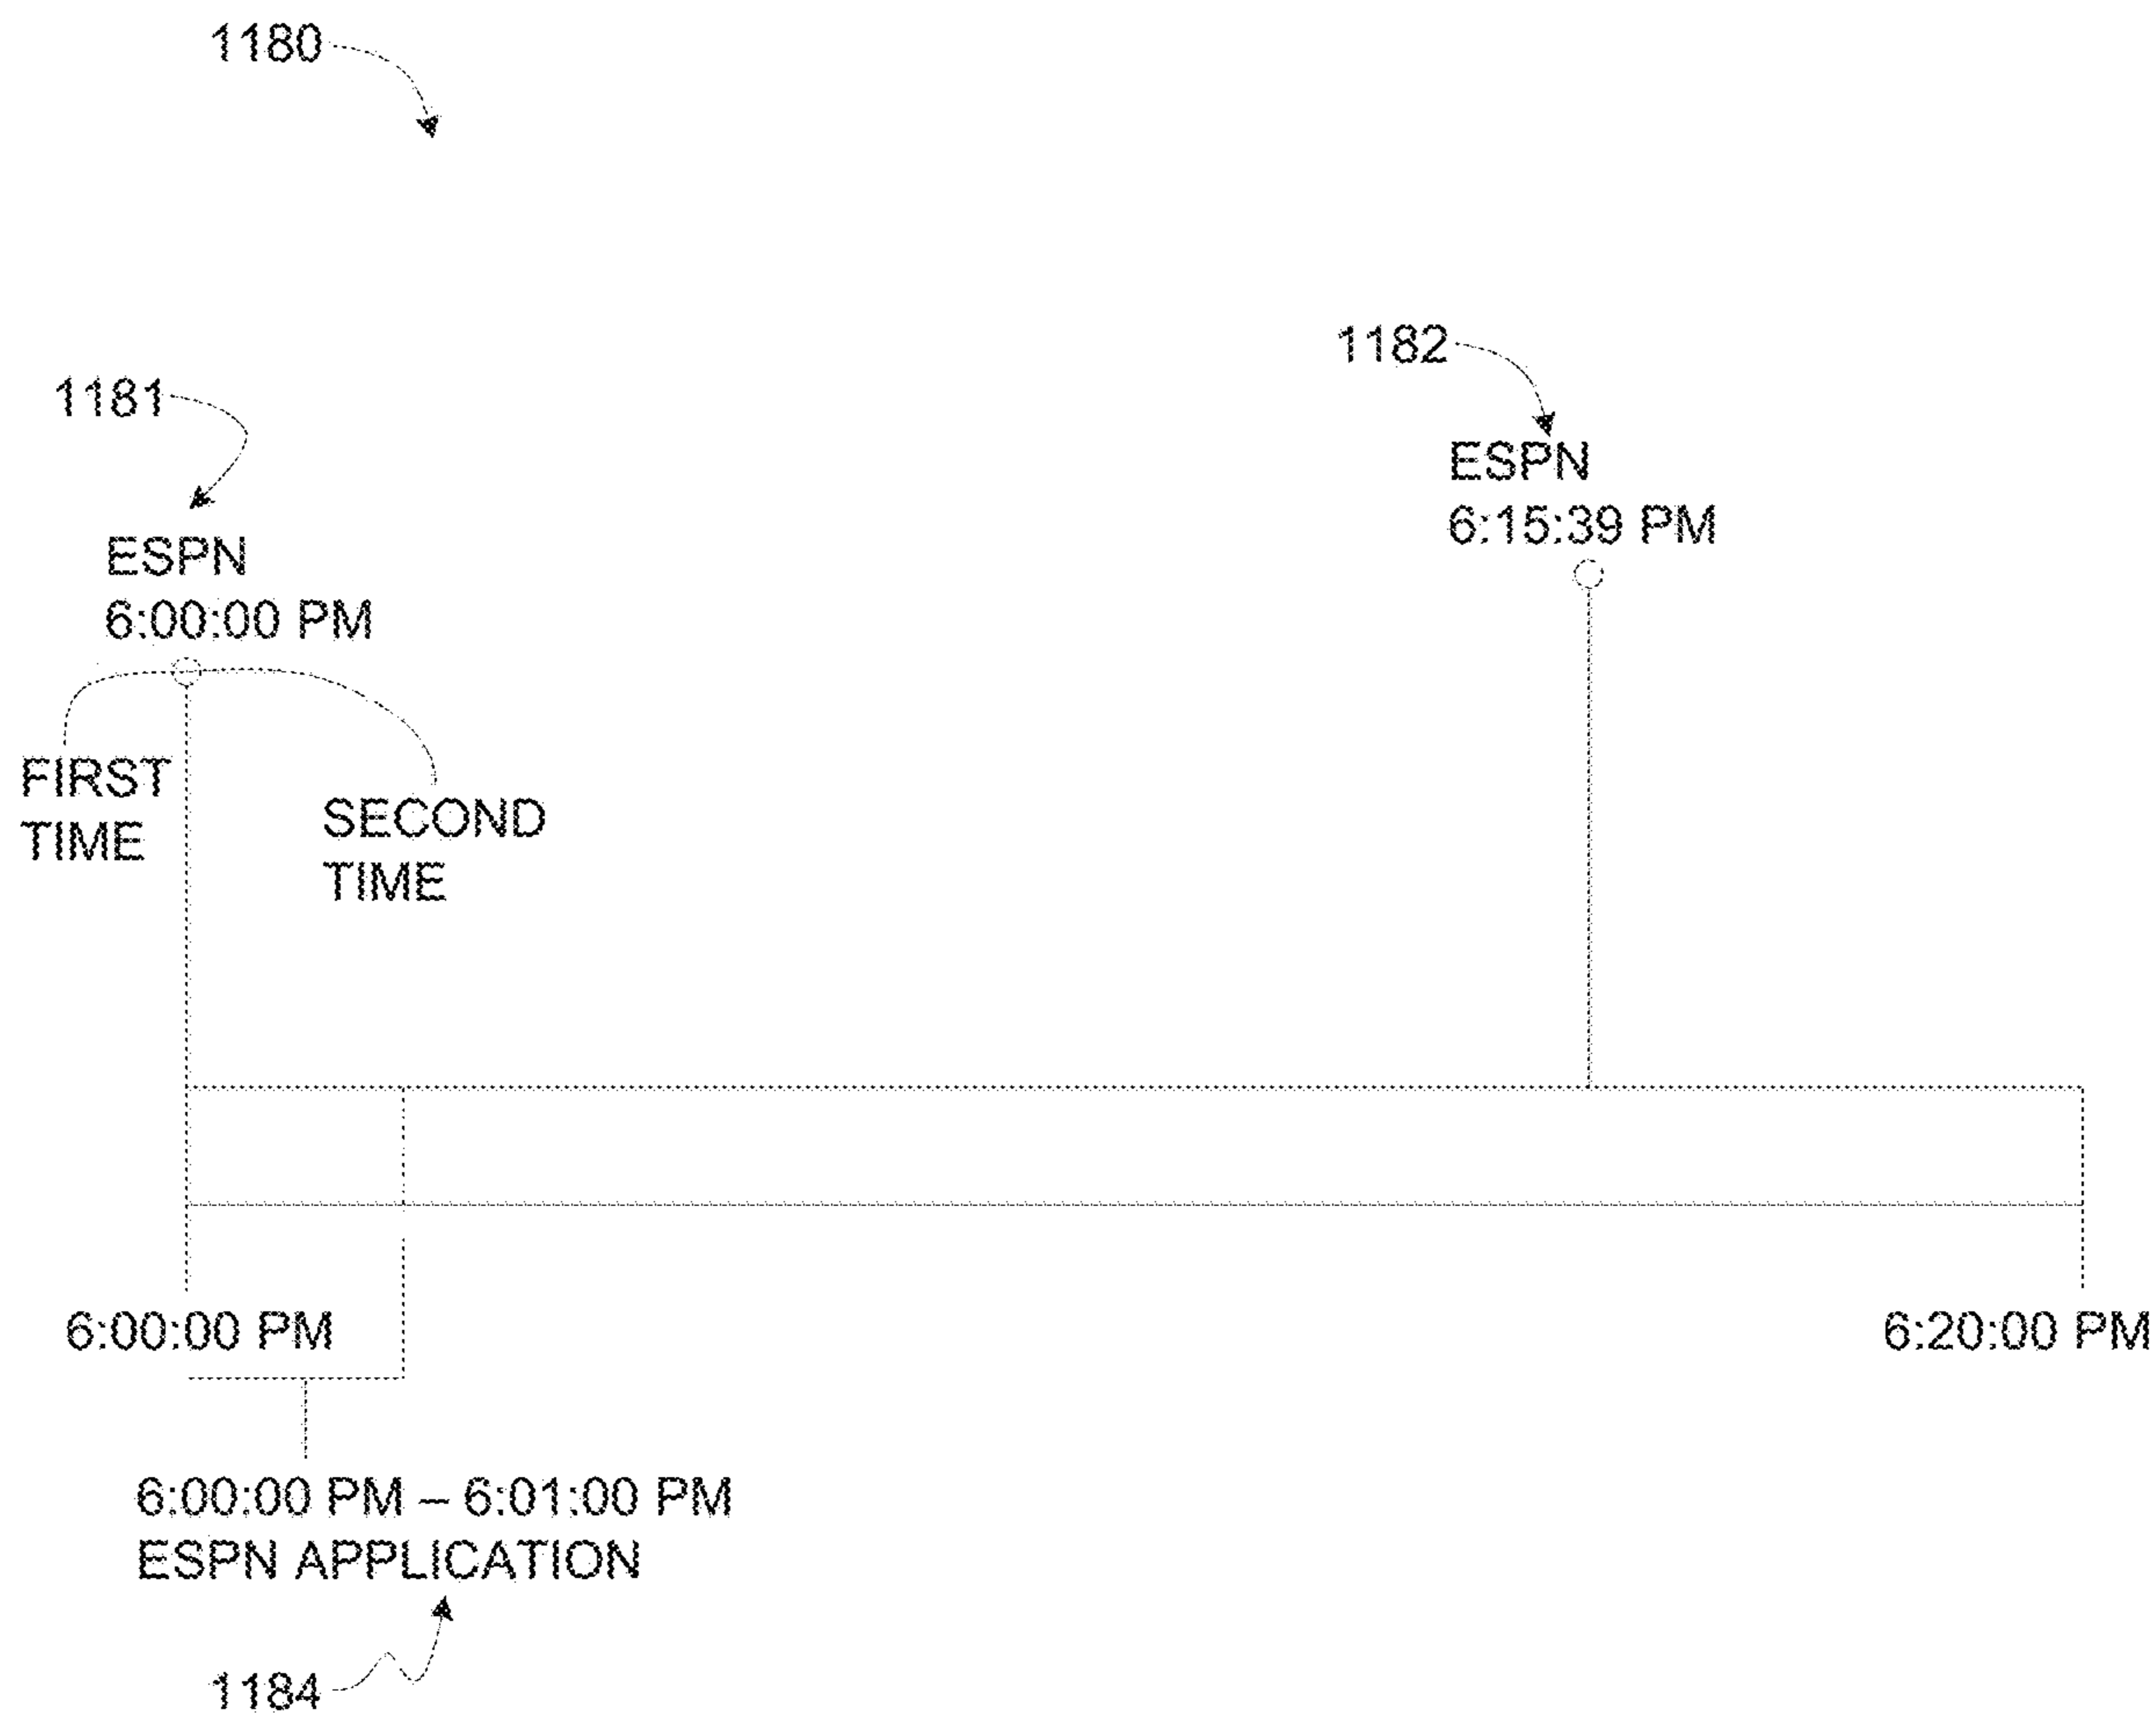 1180
1182
1181
ESPN
6:15:39 PM
ESPN
6:00:00 PM
FIRST
TIME
SECOND
TIME
6:00:00 PM
6:20:00 PM
6:00:00 PM – 6:01:00 PM
ESPN APPLICATION
1184